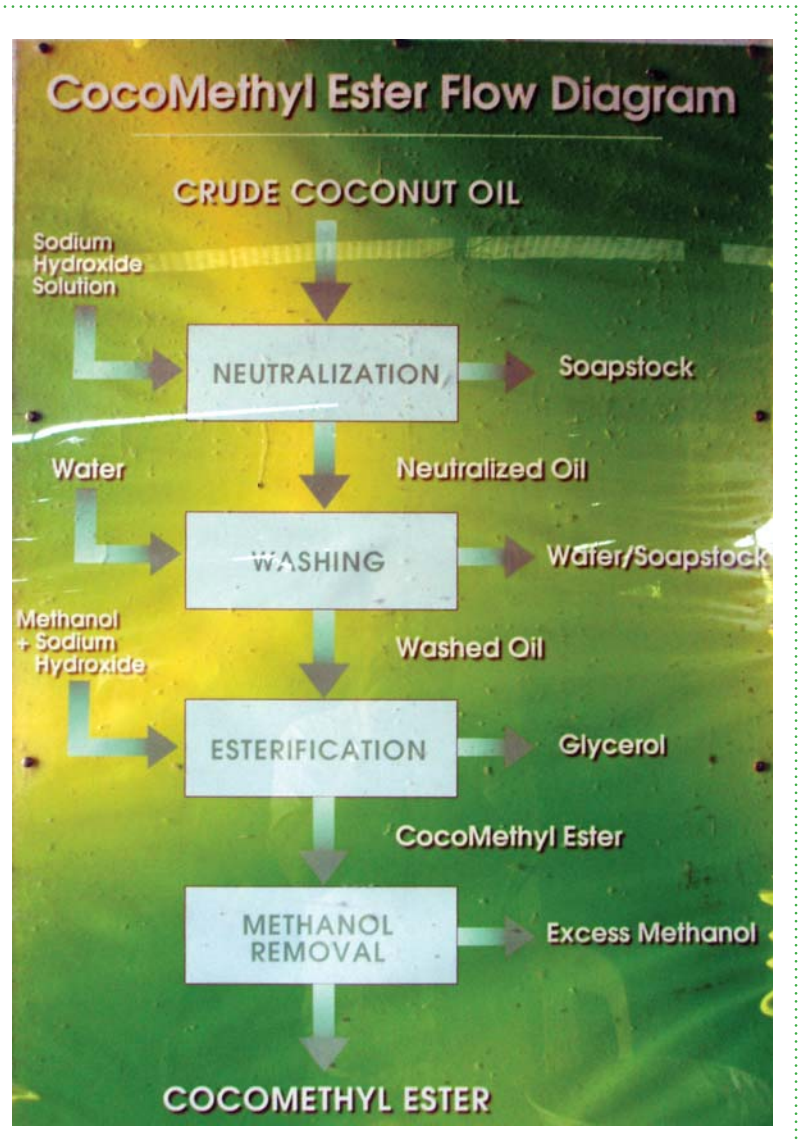 CocoMethyl Ester Flow Diagram
CRUDE COCONUT OIL
Sodium
Hydroxide
Solution
NEUTRALIZATION
Soapstock
Neutralized Oil
Water
WASHING
Water/Soapstock
Methanol
+ Sodium
Hydroxide
Washed Oil
ESTERIFICATION
Glycerol
CocoMethyl Ester
METHANOL
REMOVAL
Excess Methanol
COCOMETHYL ESTER